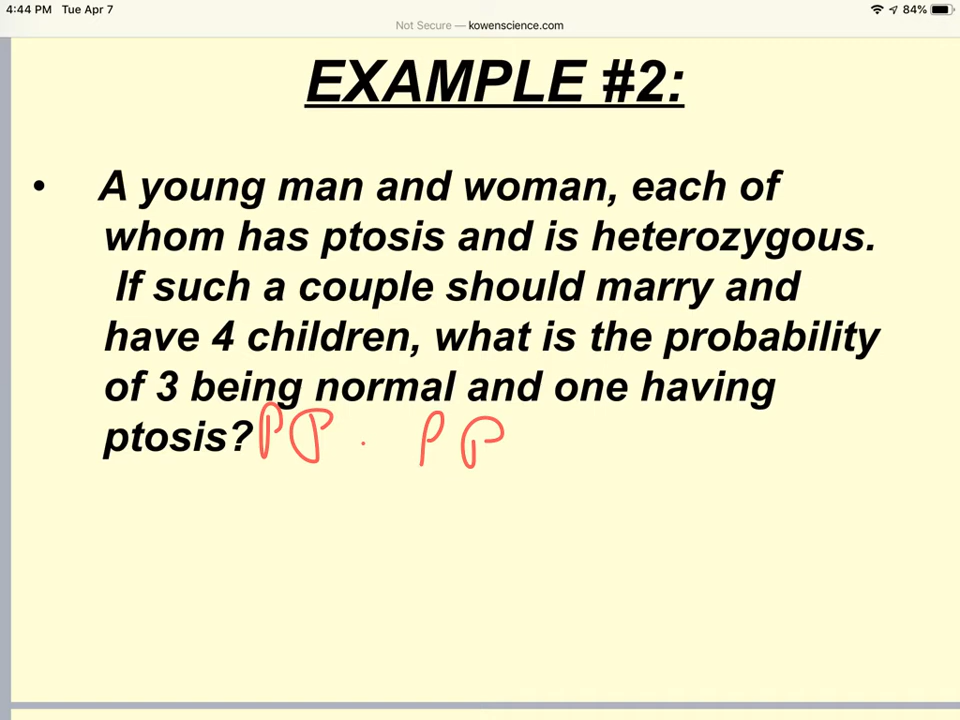 4:44 PM Tue Apr 7
84%
Not Secure — kowenscience.com
EXAMPLE #2:
• A young man and woman, each of
whom has ptosis and is heterozygous.
If such a couple should marry and
have 4 children, what is the probability
of 3 being normal and one having
ptosis? PP · PP